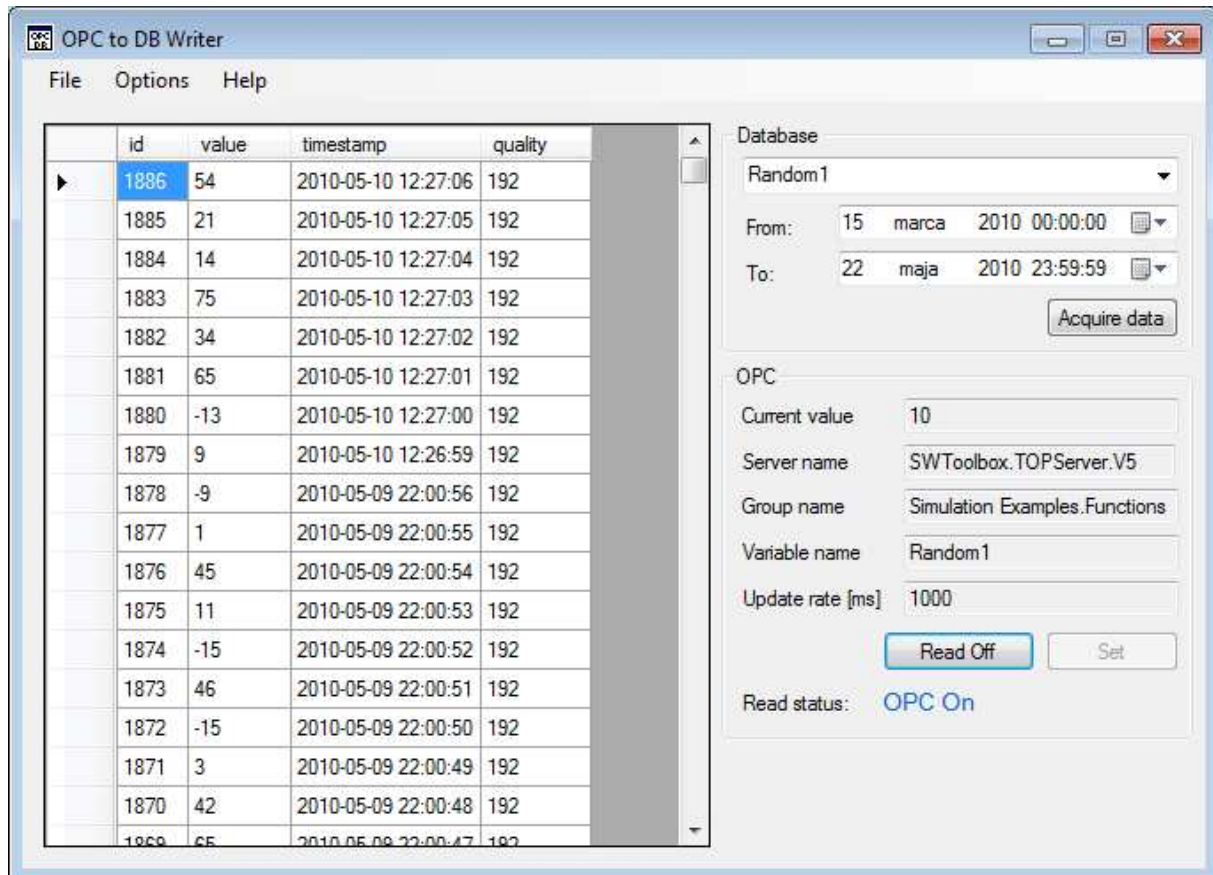 OPC DB OPC to DB Writer
File Options Help
id value timestamp quality
1886 54 2010-05-10 12:27:06 192
1885 21 2010-05-10 12:27:05 192
1884 14 2010-05-10 12:27:04 192
1883 75 2010-05-10 12:27:03 192
1882 34 2010-05-10 12:27:02 192
1881 65 2010-05-10 12:27:01 192
1880 -13 2010-05-10 12:27:00 192
1879 9 2010-05-10 12:26:59 192
1878 -9 2010-05-09 22:00:56 192
1877 1 2010-05-09 22:00:55 192
1876 45 2010-05-09 22:00:54 192
1875 11 2010-05-09 22:00:53 192
1874 -15 2010-05-09 22:00:52 192
1873 46 2010-05-09 22:00:51 192
1872 -15 2010-05-09 22:00:50 192
1871 3 2010-05-09 22:00:49 192
1870 42 2010-05-09 22:00:48 192
1869 65 2010-05-09 22:00:47 192
Database
Random1
From: 15 marca 2010 00:00:00
To: 22 maja 2010 23:59:59
Acquire data
OPC
Current value 10
Server name SWToolbox.TOPServer.V5
Group name Simulation Examples.Functions
Variable name Random1
Update rate [ms] 1000
Read Off Set
Read status: OPC On